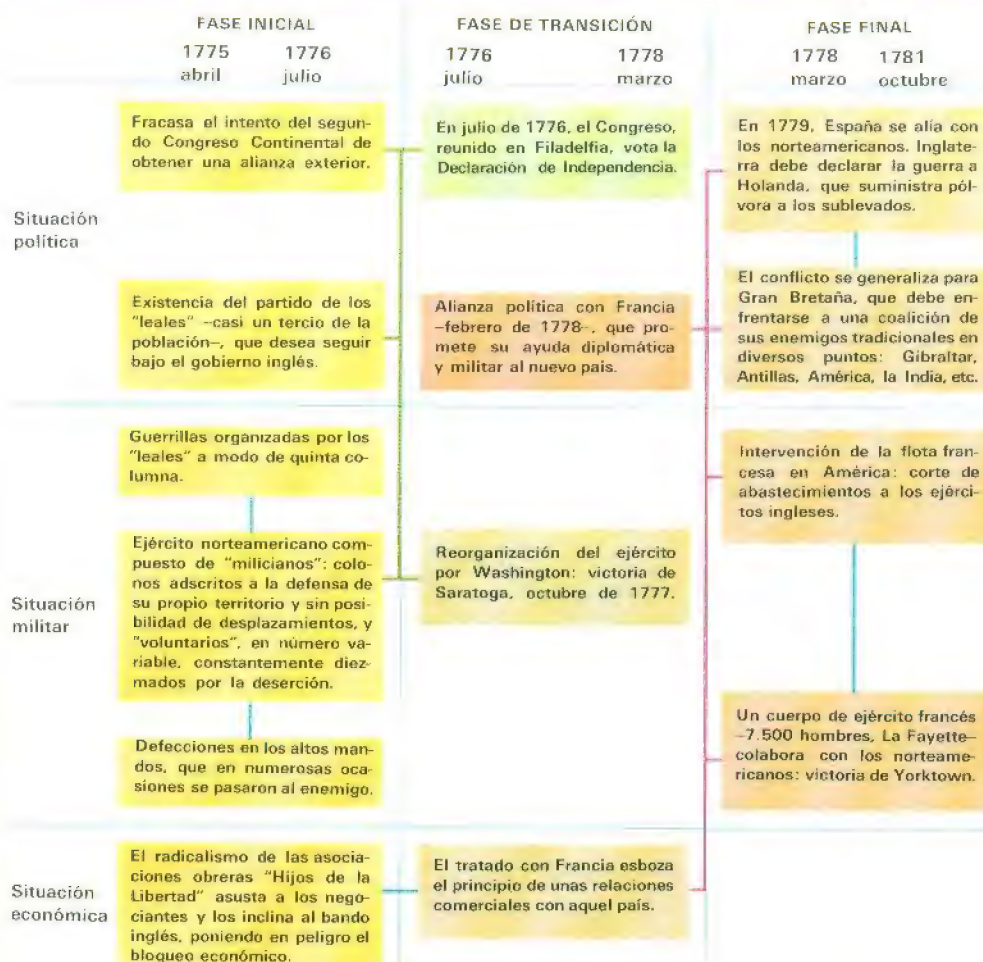 FASE INICIAL
1775 1776
abril julio
FASE DE TRANSICIÓN
1776 1778
julio marzo
FASE FINAL
1778 1781
marzo octubre
Situación
política
Fracasa el intento del segun-
do Congreso Continental de
obtener una alianza exterior.
En julio de 1776, el Congreso,
reunido en Filadelfia, vota la
Declaración de Independencia.
En 1779, España se alía con
los norteamericanos. Inglate-
rra debe declarar la guerra a
Holanda, que suministra pól-
vora a los sublevados.
Existencia del partido de los
"leales" –casi un tercio de la
población–, que desea seguir
bajo el gobierno inglés.
Alianza política con Francia
–febrero de 1778–, que pro-
mete su ayuda diplomática
y militar al nuevo país.
El conflicto se generaliza para
Gran Bretaña, que debe en-
frentarse a una coalición de
sus enemigos tradicionales en
diversos puntos: Gibraltar,
Antillas, América, la India, etc.
Situación
militar
Guerrillas organizadas por los
"leales" a modo de quinta co-
lumna.
Ejército norteamericano com-
puesto de "milicianos": colo-
nos adscritos a la defensa de
su propio territorio y sin posi-
bilidad de desplazamientos, y
"voluntarios", en número va-
riable, constantemente diez-
mados por la deserción.
Defecciones en los altos man-
dos, que en numerosas oca-
siones se pasaron al enemigo.
Reorganización del ejército
por Washington: victoria de
Saratoga, octubre de 1777.
Intervención de la flota fran-
cesa en América: corte de
abastecimientos a los ejérci-
tos ingleses.
Un cuerpo de ejército francés
–7.500 hombres, La Fayette–
colabora con los norteame-
ricanos: victoria de Yorktown.
Situación
económica
El radicalismo de las asocia-
ciones obreras "Hijos de la
Libertad" asusta a los nego-
ciantes y los inclina al bando
inglés, poniendo en peligro el
bloqueo económico.
El tratado con Francia esboza
el principio de unas relaciones
comerciales con aquel país.